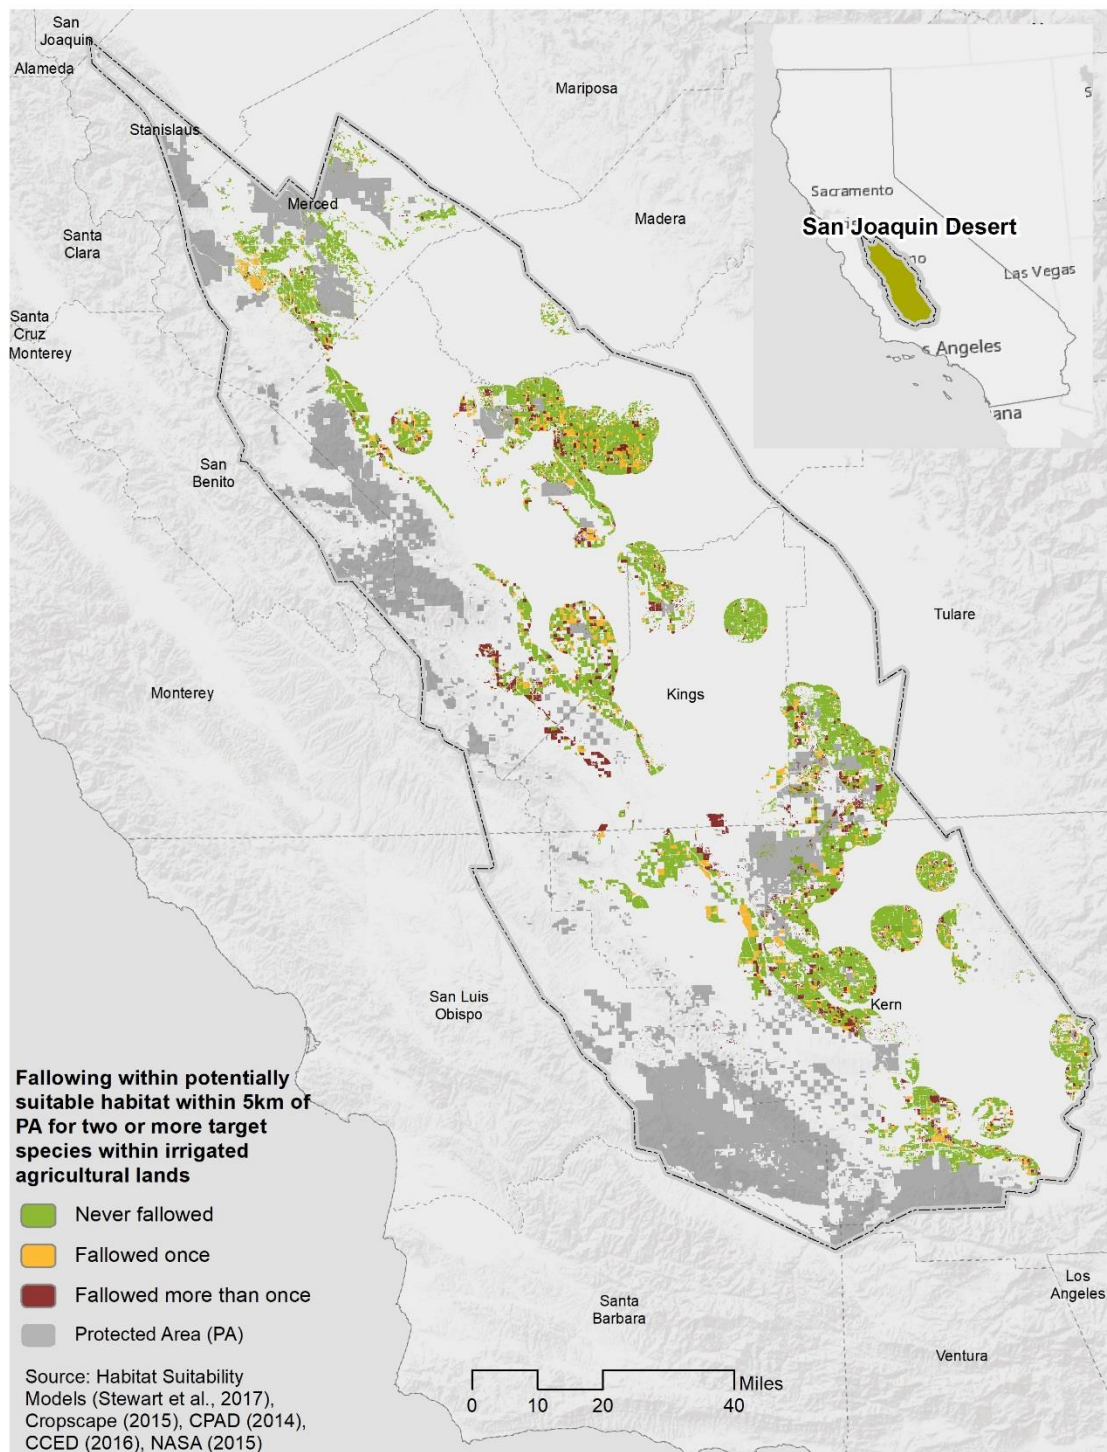 San
Joaquin
Alameda
Mariposa
Stanislaus
Merced
Madera
Santa
Clara
Santa
Cruz
Monterey
San
Benito
Monterey
Tulare
Kings
San Luis
Obispo
Kern
Santa
Barbara
Los
Angeles
Ventura
Sacramento
San Joaquin Desert
no
Las Vegas
s Angeles
ana
S
Fallowing within potentially
suitable habitat within 5km of
PA for two or more target
species within irrigated
agricultural lands
Never fallowed
Fallowed once
Fallowed more than once
Protected Area (PA)
Source: Habitat Suitability
Models (Stewart et al., 2017),
Cropscape (2015), CPAD (2014),
CCED (2016), NASA (2015)
Miles
0 10 20 40